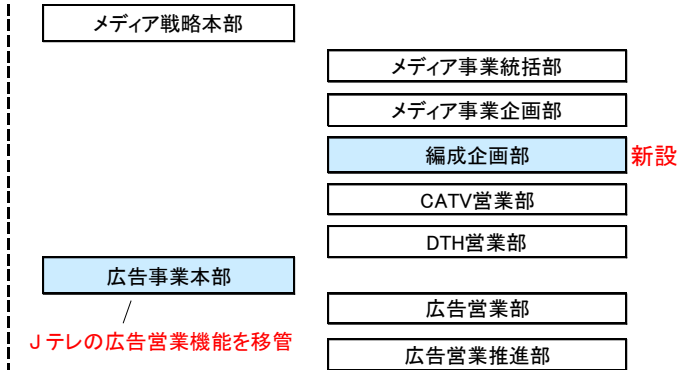 メディア戦略本部
メディア事業統括部
メディア事業企画部
編成企画部 新設
CATV営業部
DTH営業部
広告事業本部
Jテレの広告営業機能を移管
広告営業部
広告営業推進部